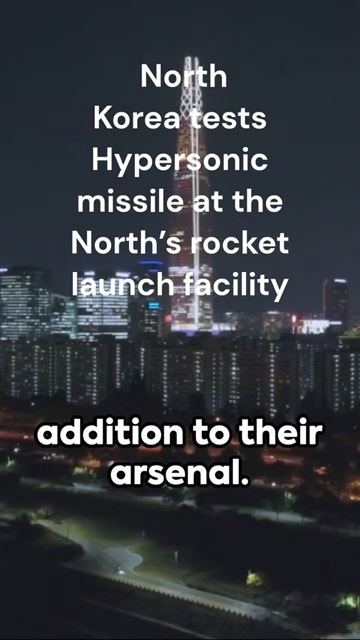 North
Korea tests
Hypersonic
missile at the
North's rocket
launch facility
addition to their
arsenal.